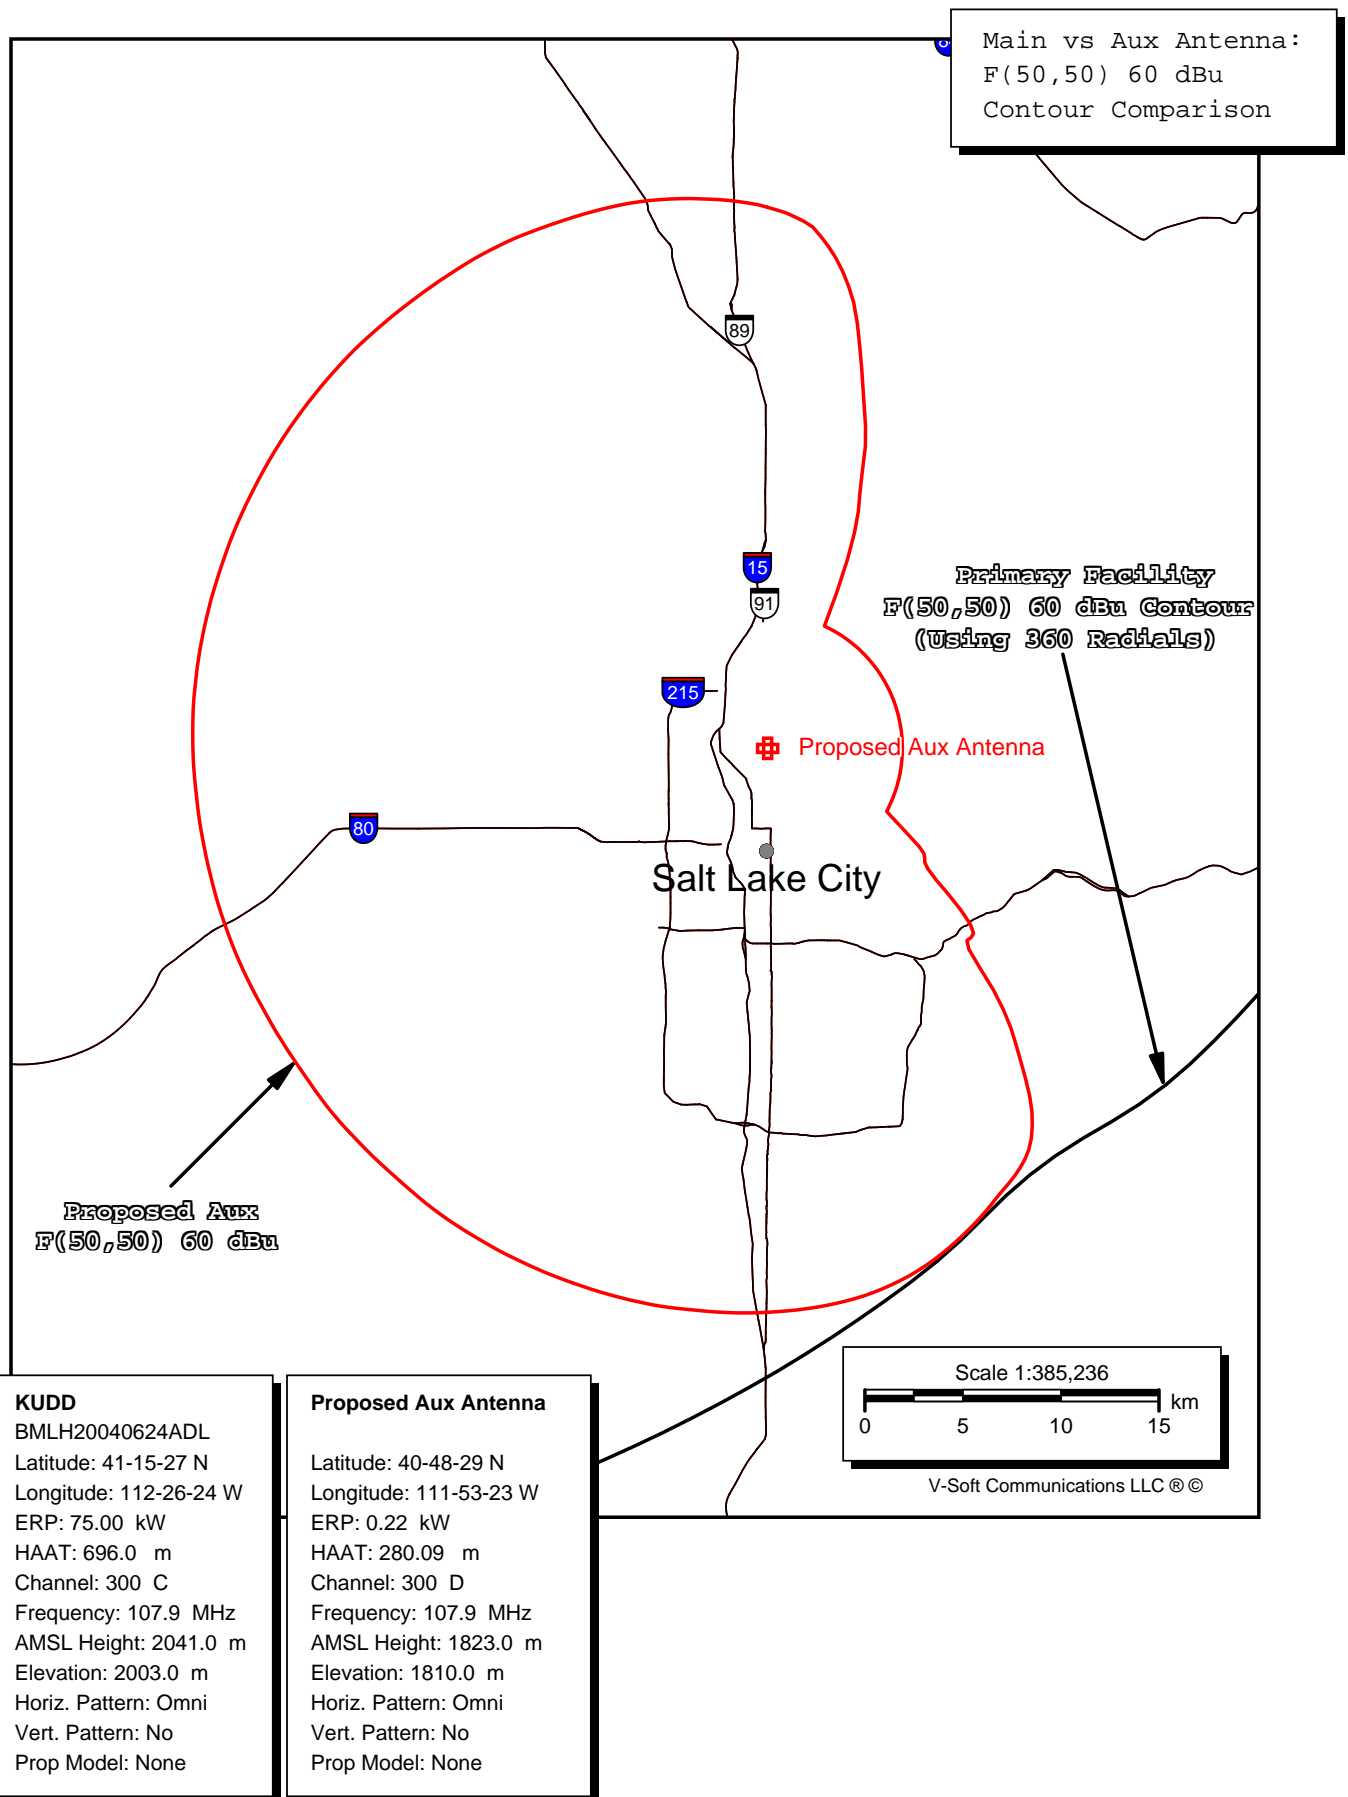 Main vs Aux Antenna:
F(50,50) 60 dBu
Contour Comparison
89
15
91
Primary Facility
F(50,50) 60 dBu Contour
(Using 360 Radials)
215
Proposed Aux Antenna
80
Salt Lake City
Proposed Aux
F(50,50) 60 dBu
Scale 1:385,236
km
0 5 10 15
V-Soft Communications LLC ® ©
KUDD
BMLH20040624ADL
Latitude: 41-15-27 N
Longitude: 112-26-24 W
ERP: 75.00 kW
HAAT: 696.0 m
Channel: 300 C
Frequency: 107.9 MHz
AMSL Height: 2041.0 m
Elevation: 2003.0 m
Horiz. Pattern: Omni
Vert. Pattern: No
Prop Model: None
Proposed Aux Antenna
Latitude: 40-48-29 N
Longitude: 111-53-23 W
ERP: 0.22 kW
HAAT: 280.09 m
Channel: 300 D
Frequency: 107.9 MHz
AMSL Height: 1823.0 m
Elevation: 1810.0 m
Horiz. Pattern: Omni
Vert. Pattern: No
Prop Model: None